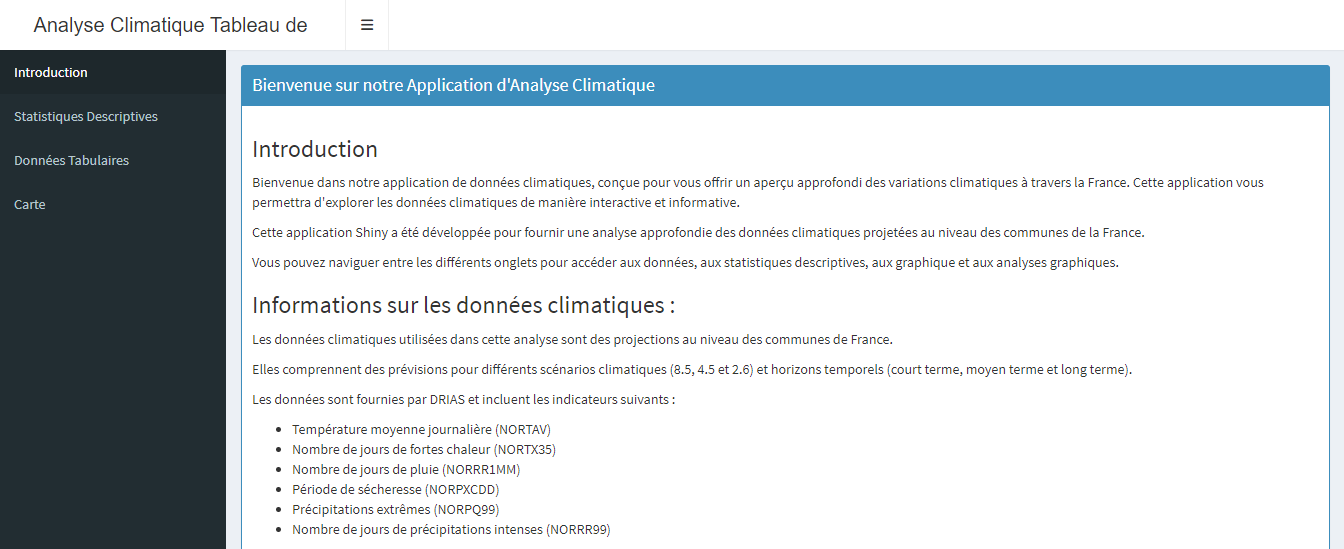 Analyse Climatique Tableau de
Introduction
Statistiques Descriptives
Données Tabulaires
Carte
Bienvenue sur notre Application d'Analyse Climatique
Introduction
Bienvenue dans notre application de données climatiques, conçue pour vous offrir un aperçu approfondi des variations climatiques à travers la France. Cette application vous
permettra d'explorer les données climatiques de manière interactive et informative.
Cette application Shiny a été développée pour fournir une analyse approfondie des données climatiques projetées au niveau des communes de la France.
Vous pouvez naviguer entre les différents onglets pour accéder aux données, aux statistiques descriptives, aux graphique et aux analyses graphiques.
Informations sur les données climatiques :
Les données climatiques utilisées dans cette analyse sont des projections au niveau des communes de France.
Elles comprennent des prévisions pour différents scénarios climatiques (8.5, 4.5 et 2.6) et horizons temporels (court terme, moyen terme et long terme).
Les données sont fournies par DRIAS et incluent les indicateurs suivants :
• Température moyenne journalière (NORTAV)
• Nombre de jours de fortes chaleur (NORTX35)
• Nombre de jours de pluie (NORRR1MM)
• Période de sécheresse (NORPXCDD)
• Précipitations extrêmes (NORPQ99)
• Nombre de jours de précipitations intenses (NORRR99)